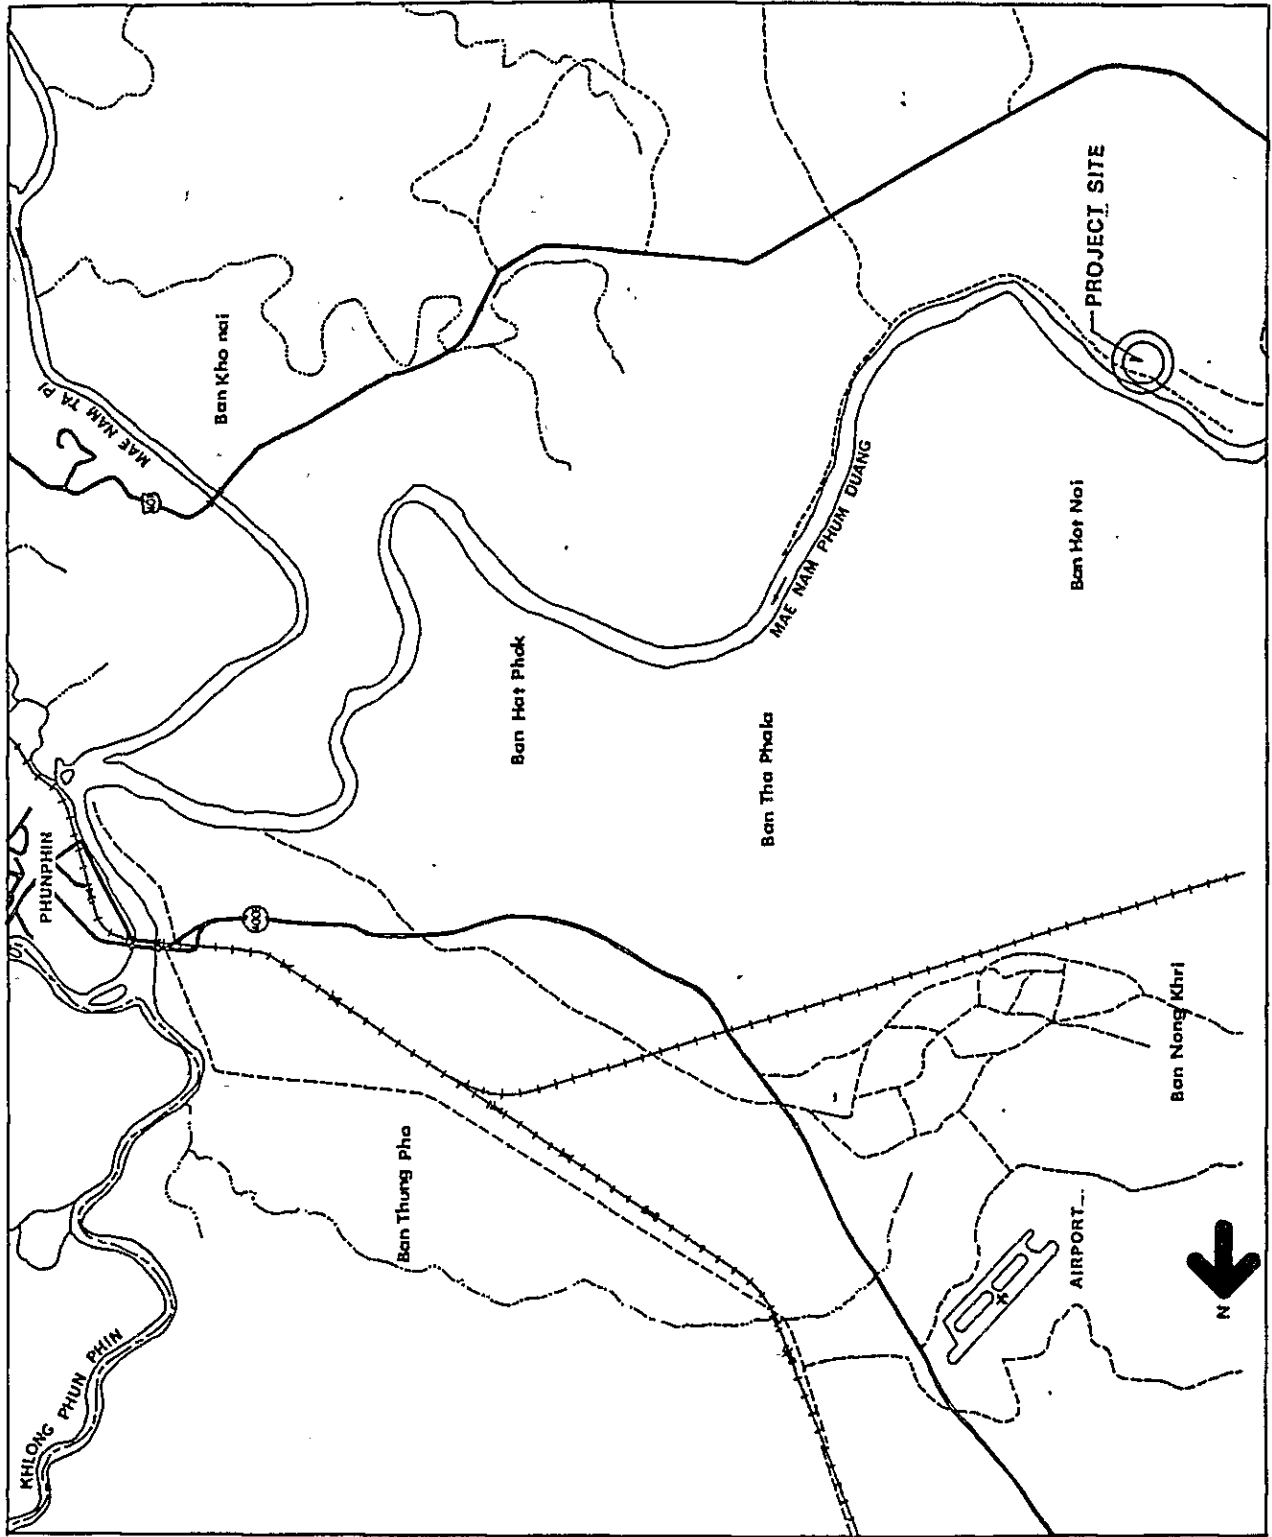 KHLONG PHUN PHIN
PHUNPHIN
MAE NAM TA PI
Ban Kho nai
Ban Thung Pho
Ban Hat Phak
Ban Tha Phala
MAE NAM PHUM DUANG
AIRPORT
Ban Hat Noi
PROJECT SITE
Ban Nong Khri
N